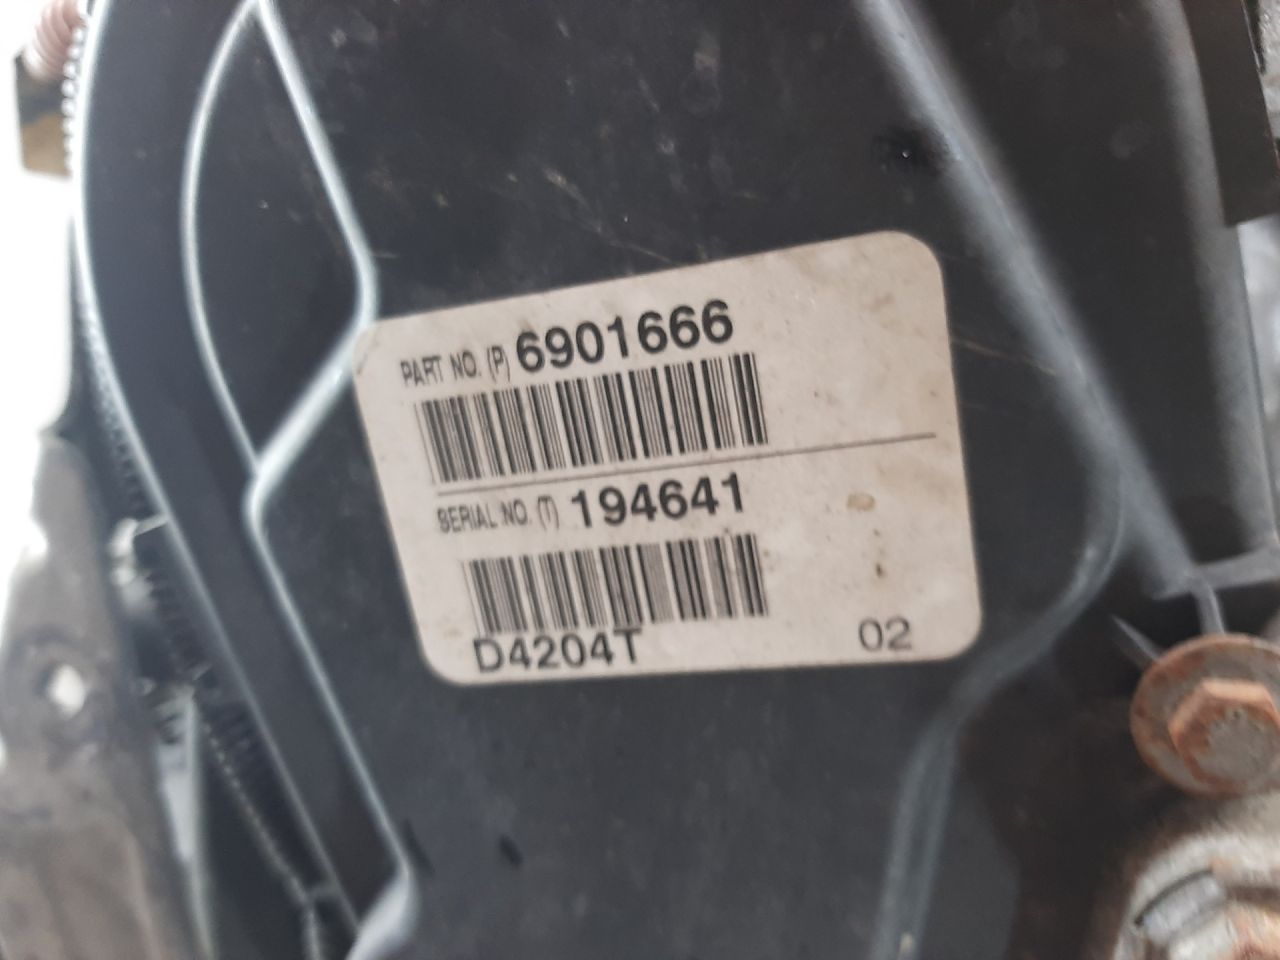 PART NO. (P) 6901666
SERIAL NO. (T) 194641
D4204T 02